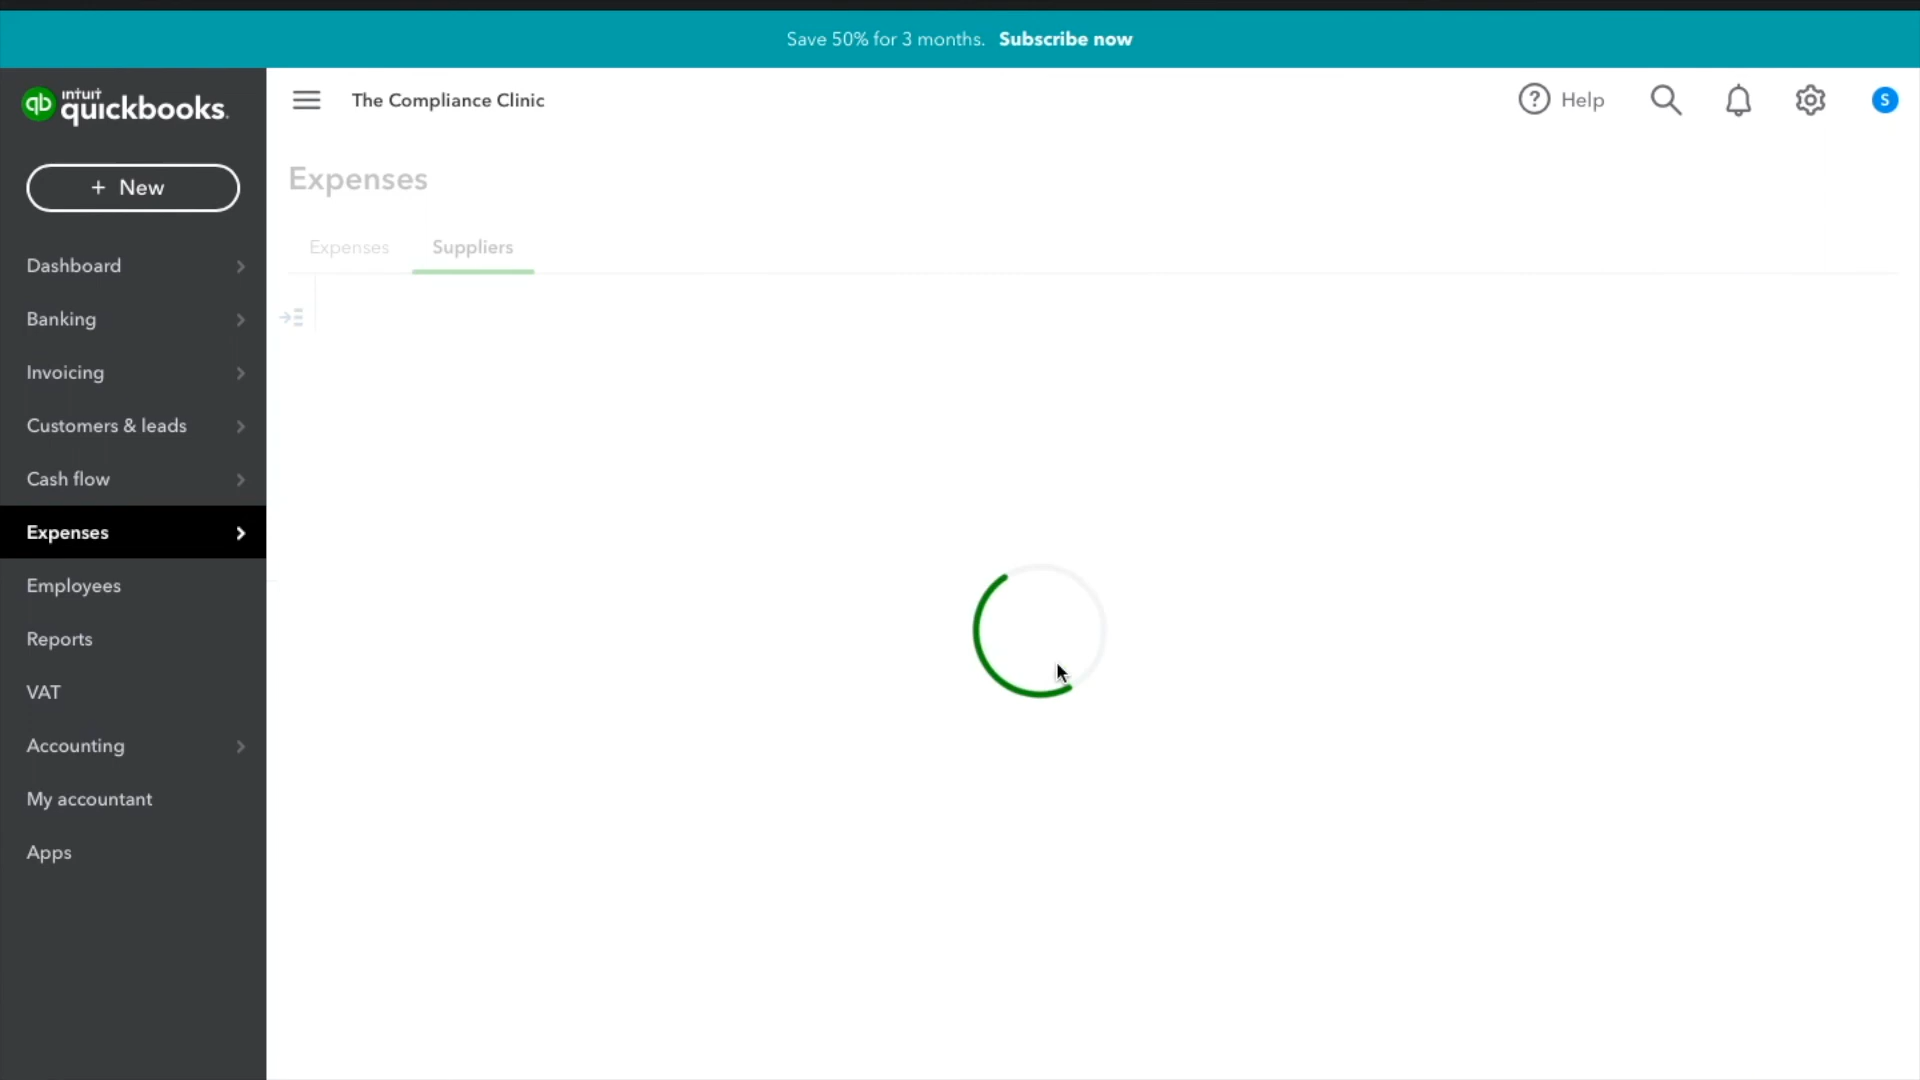 Save 50% for 3 months. Subscribe now
intuit
qb quickbooks.
The Compliance Clinic
Help
S
+ New
Expenses
Expenses Suppliers
Dashboard
Banking
Invoicing
Customers & leads
Cash flow
Expenses
Employees
Reports
VAT
Accounting
My accountant
Apps